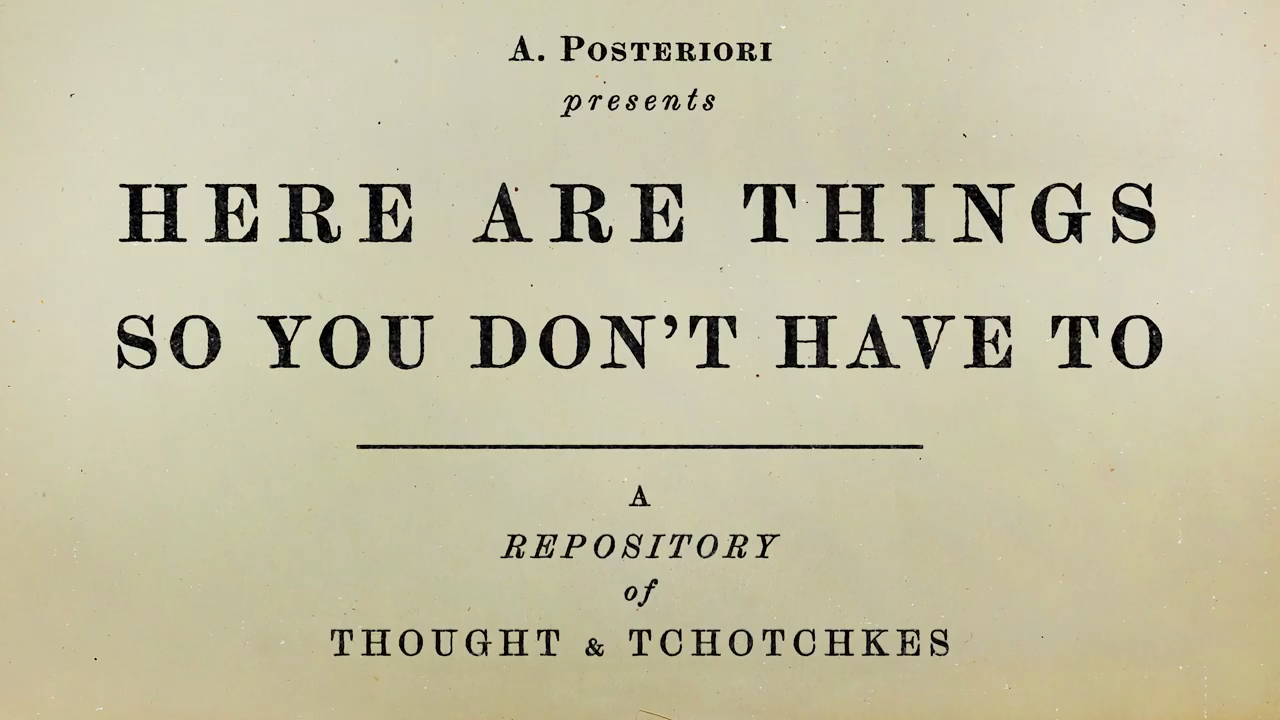 A. POSTERIORI
presents
HERE ARE THINGS
SO YOU DON’T HAVE TO
A
REPOSITORY
of
THOUGHT & TCHOTCHKES